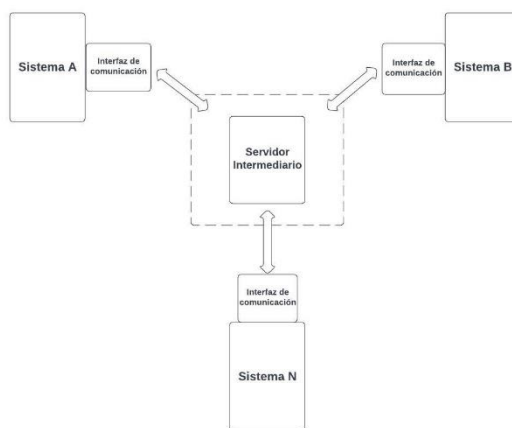 Sistema A
Interfaz de
comunicación
Interfaz de
comunicación
Sistema B
Servidor
Intermediario
Interfaz de
comunicación
Sistema N